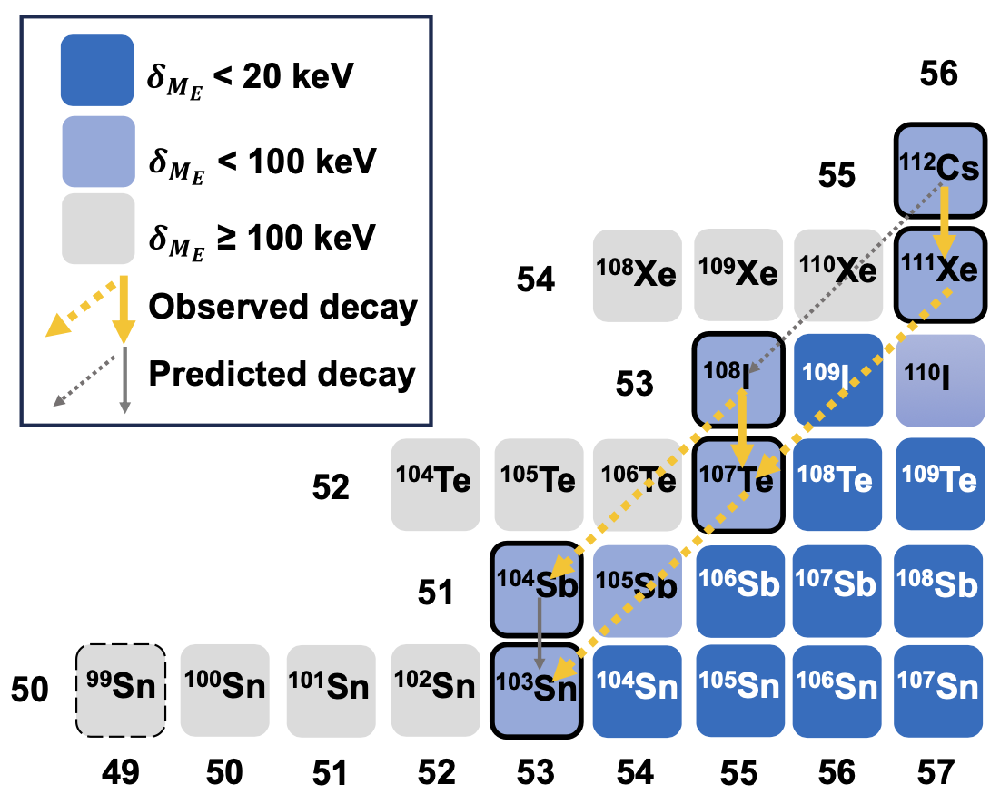 δ_{M_E} < 20 keV
δ_{M_E} < 100 keV
δ_{M_E} ≥ 100 keV
Observed decay
Predicted decay
56
55 ¹¹²Cs
54 ¹⁰⁸Xe ¹⁰⁹Xe ¹¹⁰Xe ¹¹¹Xe
53 ¹⁰⁸I ¹⁰⁹I ¹¹⁰I
52 ¹⁰⁴Te ¹⁰⁵Te ¹⁰⁶Te ¹⁰⁷Te ¹⁰⁸Te ¹⁰⁹Te
51 ¹⁰⁴Sb ¹⁰⁵Sb ¹⁰⁶Sb ¹⁰⁷Sb ¹⁰⁸Sb
50 ⁹⁹Sn ¹⁰⁰Sn ¹⁰¹Sn ¹⁰²Sn ¹⁰³Sn ¹⁰⁴Sn ¹⁰⁵Sn ¹⁰⁶Sn ¹⁰⁷Sn
49 50 51 52 53 54 55 56 57